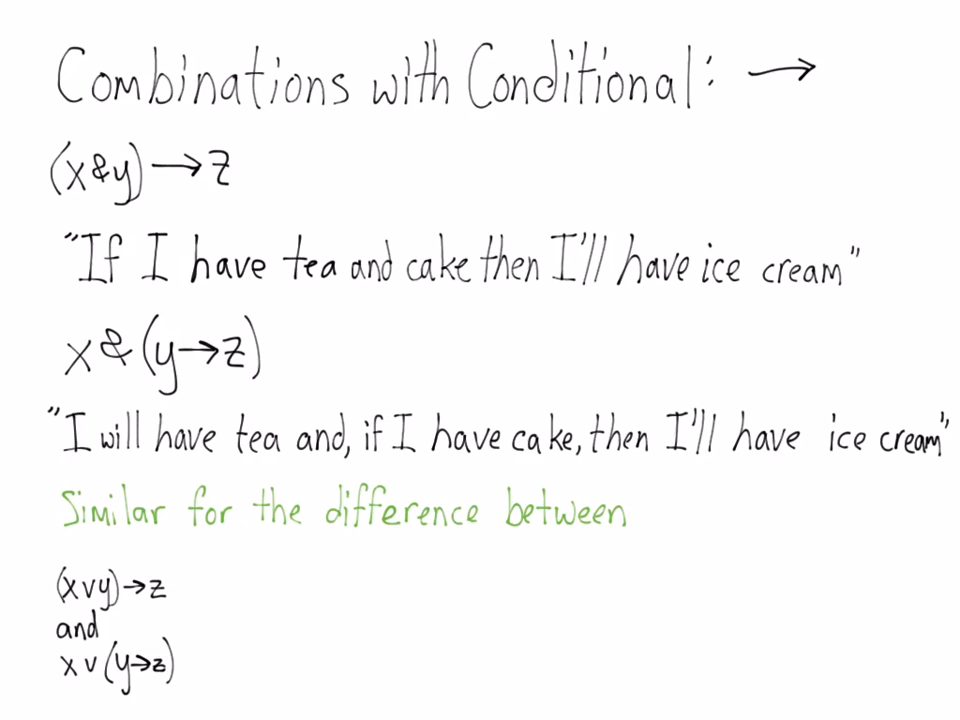 Combinations with Conditional: →
(x&y)→z
"If I have tea and cake then I'll have ice cream"
x&(y→z)
"I will have tea and, if I have cake, then I'll have ice cream"
Similar for the difference between
(x∨y)→z
and
x∨(y→z)